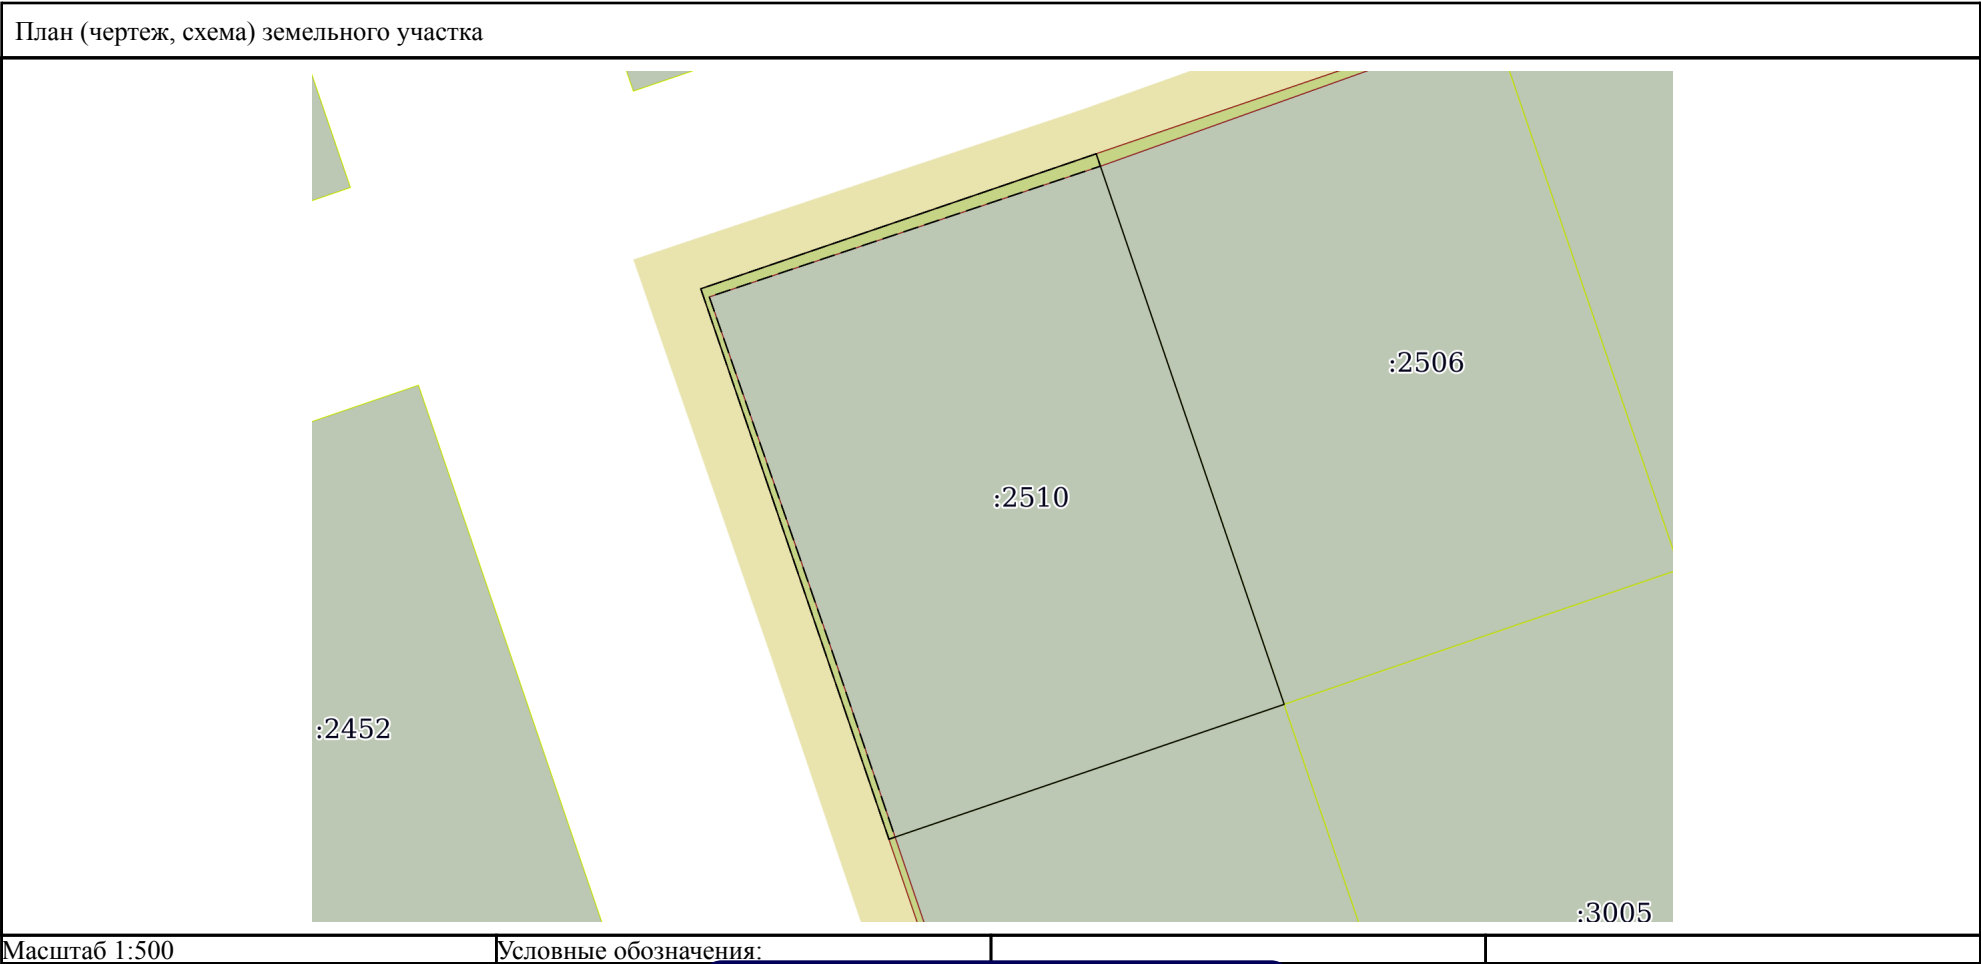 План (чертеж, схема) земельного участка
:2506
:2510
:2452
:3005
Масштаб 1:500
Условные обозначения: